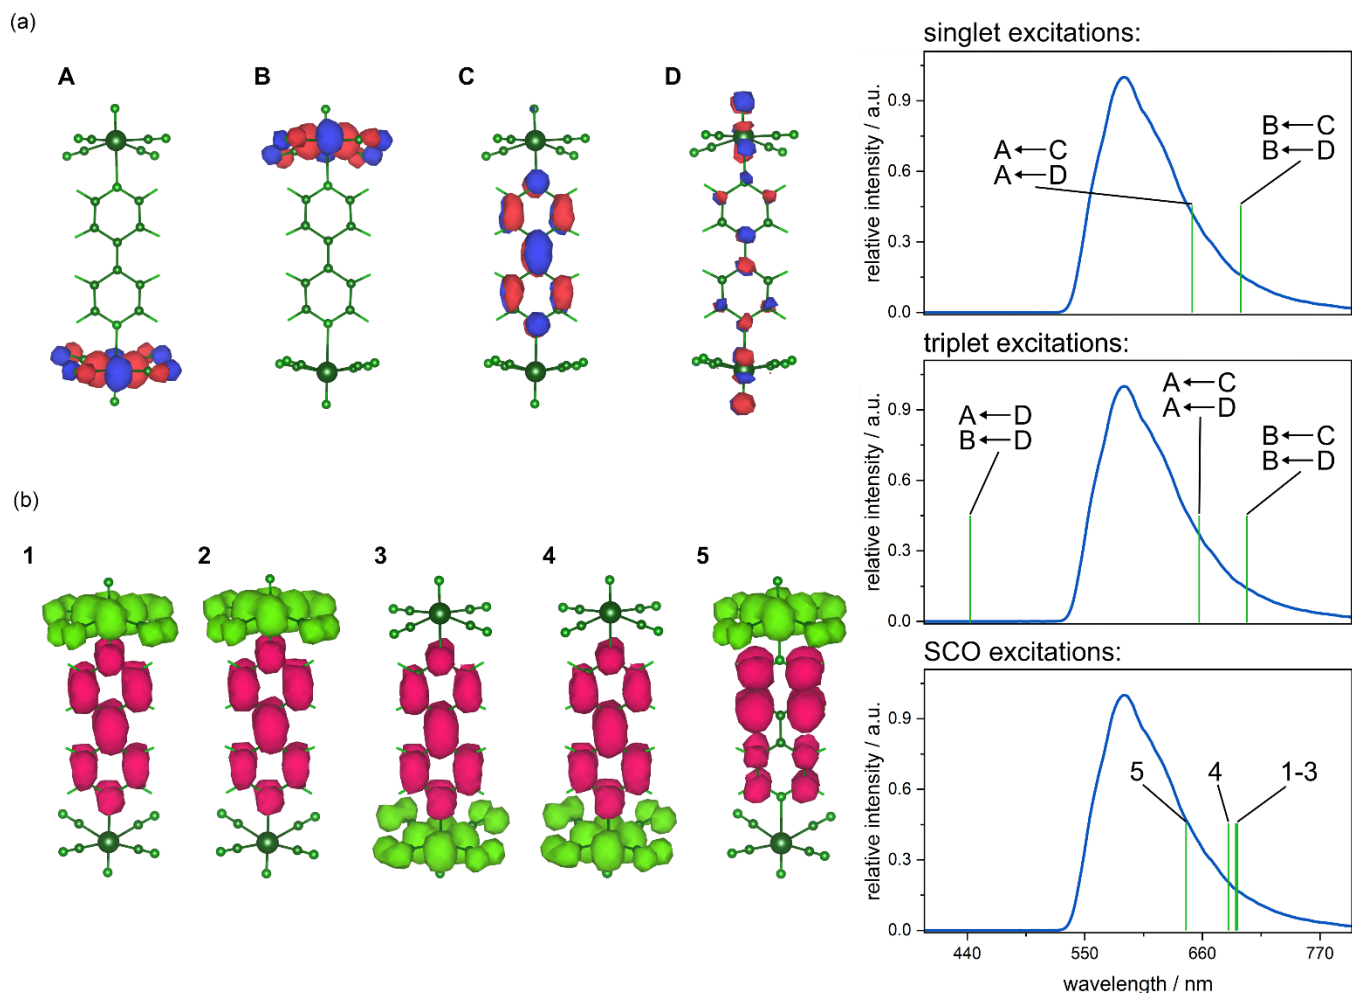 (a)
A
B
C
D
(b)
1
2
3
4
5
singlet excitations:
relative intensity / a.u.
0.9
0.6
0.3
0.0
A←C
A←D
B←C
B←D
triplet excitations:
relative intensity / a.u.
0.9
0.6
0.3
0.0
A←D
B←D
A←C
A←D
B←C
B←D
SCO excitations:
relative intensity / a.u.
0.9
0.6
0.3
0.0
5
4
1-3
440
550
660
770
wavelength / nm